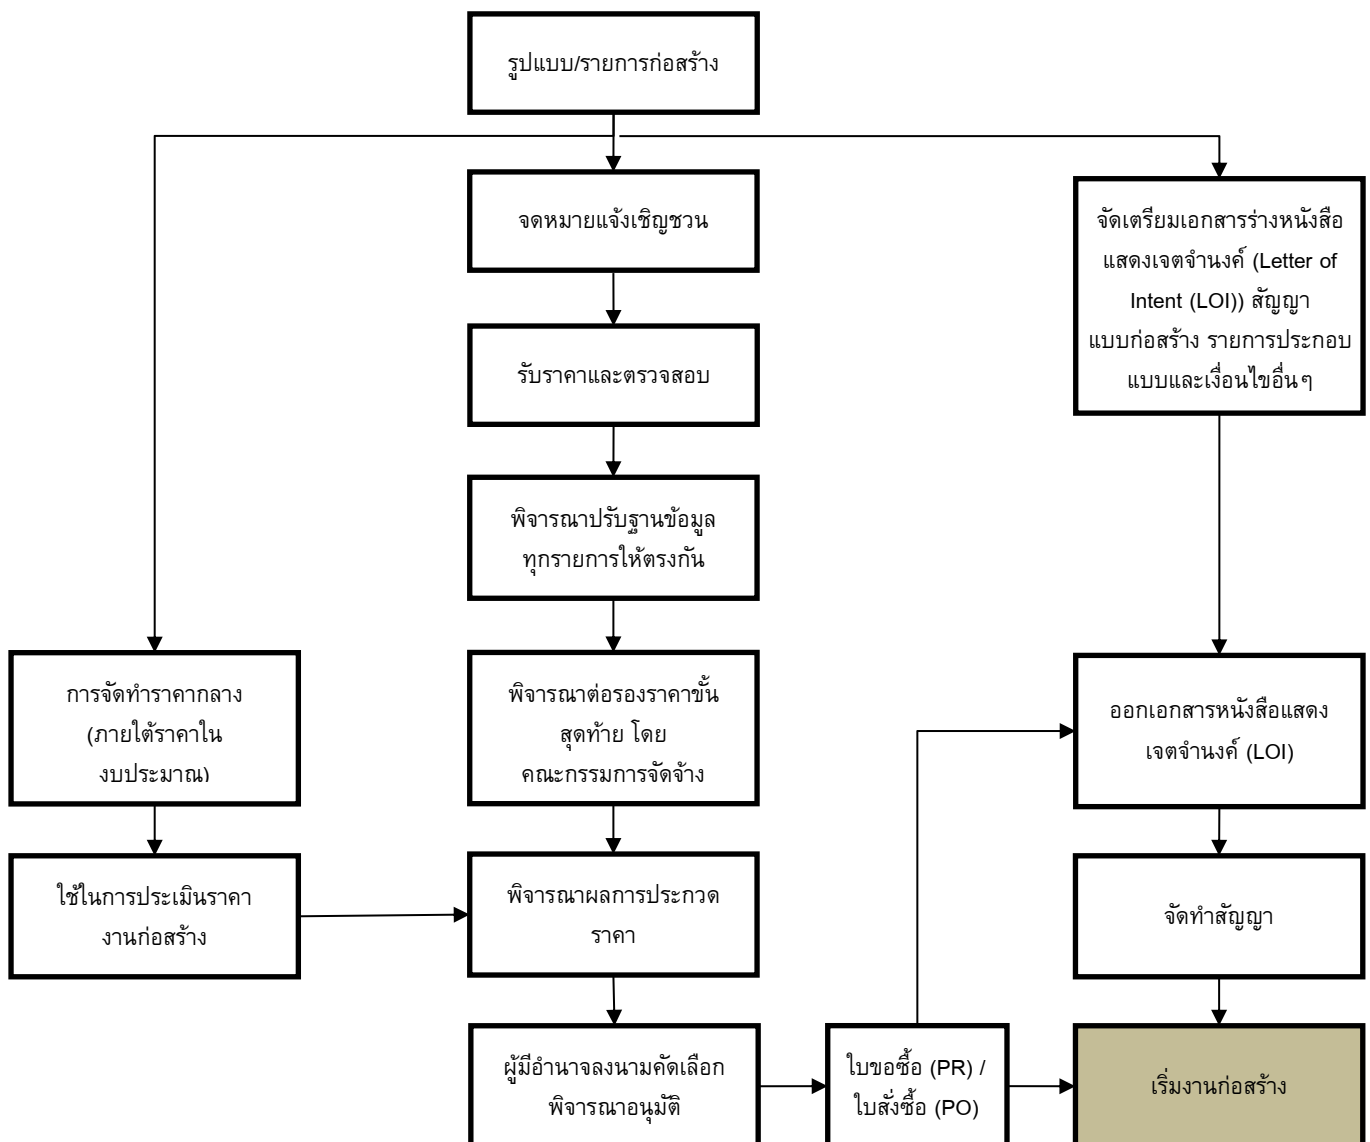 รูปแบบ/รายการก่อสร้าง
จดหมายแจ้งเชิญชวน
จัดเตรียมเอกสารร่างหนังสือ
แสดงเจตจำนงค์ (Letter of
Intent (LOI)) สัญญา
แบบก่อสร้าง รายการประกอบ
แบบและเงื่อนไขอื่นๆ
รับราคาและตรวจสอบ
พิจารณาปรับฐานข้อมูล
ทุกรายการให้ตรงกัน
การจัดทำราคากลาง
(ภายใต้ราคาใน
งบประมาณ)
พิจารณาต่อรองราคาขั้น
สุดท้าย โดย
คณะกรรมการจัดจ้าง
ออกเอกสารหนังสือแสดง
เจตจำนงค์ (LOI)
ใช้ในการประเมินราคา
งานก่อสร้าง
พิจารณาผลการประกวด
ราคา
จัดทำสัญญา
ผู้มีอำนาจลงนามคัดเลือก
พิจารณาอนุมัติ
ใบขอซื้อ (PR) /
ใบสั่งซื้อ (PO)
เริ่มงานก่อสร้าง